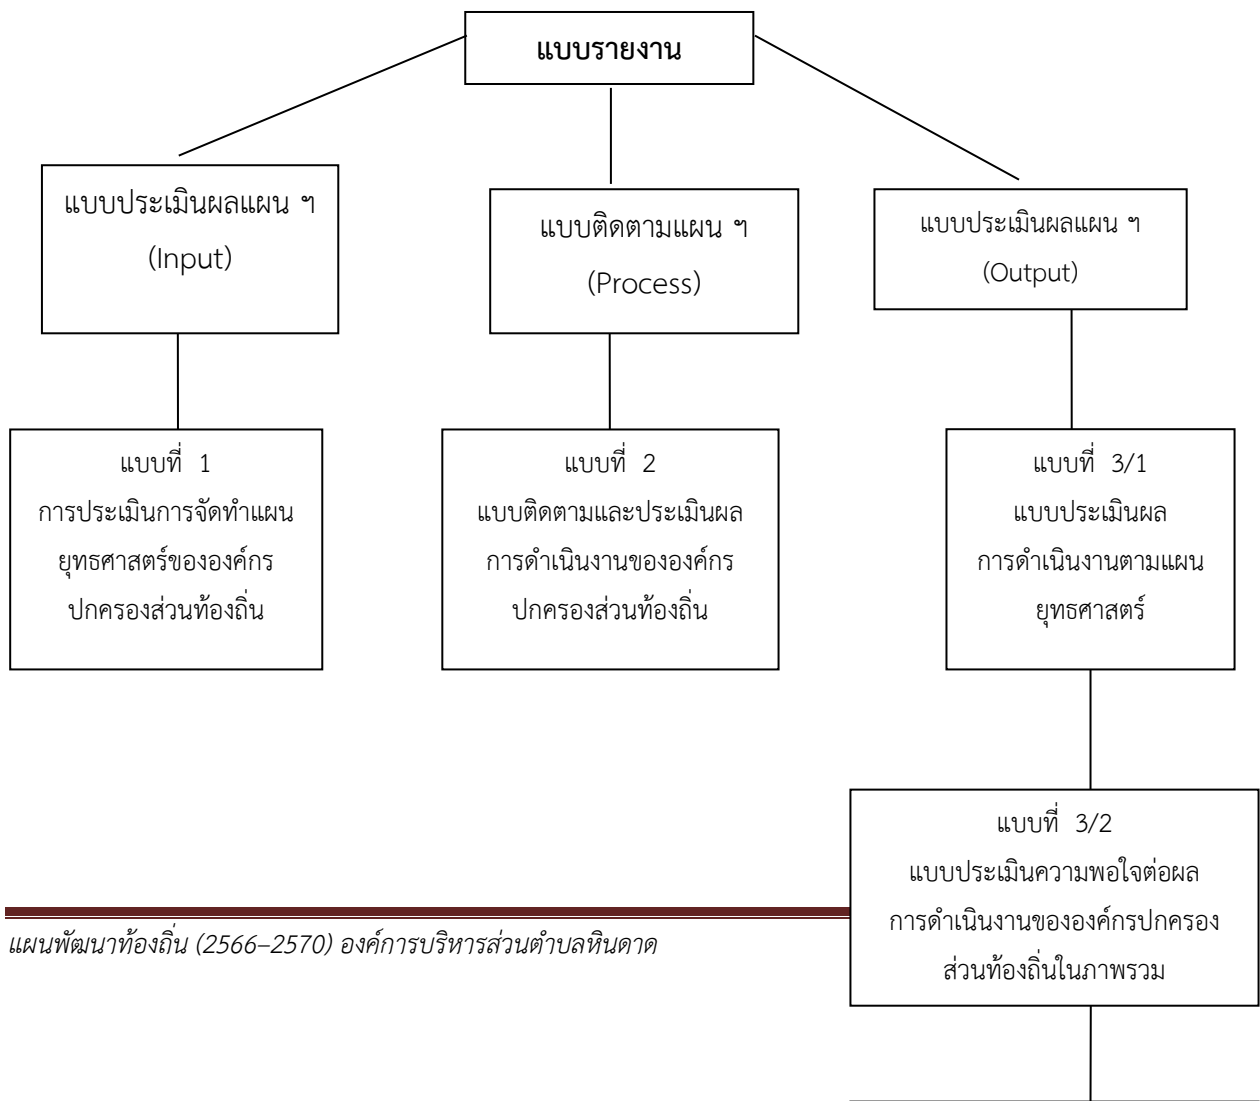 แบบรายงาน
แบบประเมินผลแผน ฯ
(Input)
แบบติดตามแผน ฯ
(Process)
แบบประเมินผลแผน ฯ
(Output)
แบบที่ 1
การประเมินการจัดทำแผน
ยุทธศาสตร์ขององค์กร
ปกครองส่วนท้องถิ่น
แบบที่ 2
แบบติดตามและประเมินผล
การดำเนินงานขององค์กร
ปกครองส่วนท้องถิ่น
แบบที่ 3/1
แบบประเมินผล
การดำเนินงานตามแผน
ยุทธศาสตร์
แบบที่ 3/2
แบบประเมินความพอใจต่อผล
การดำเนินงานขององค์กรปกครอง
ส่วนท้องถิ่นในภาพรวม
แผนพัฒนาท้องถิ่น (2566–2570) องค์การบริหารส่วนตำบลหินดาด